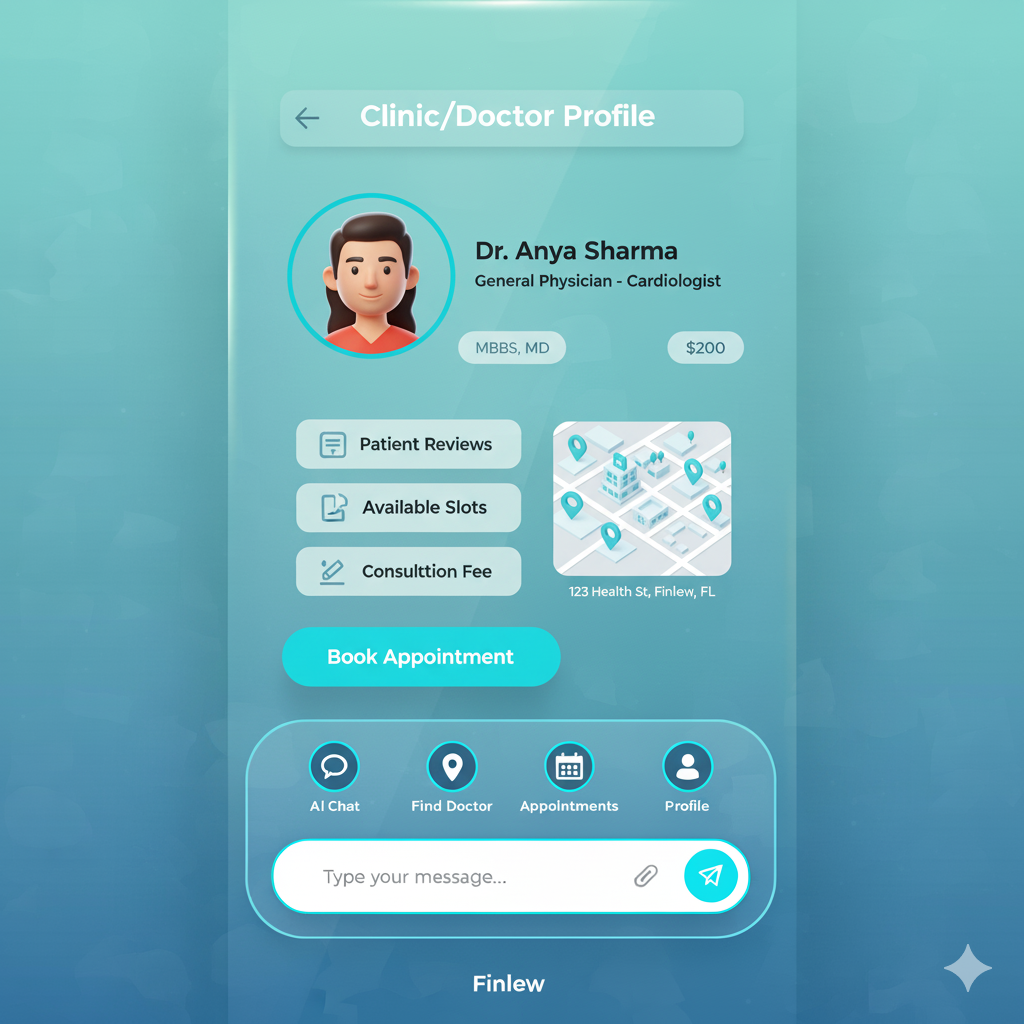 Clinic/Doctor Profile
Dr. Anya Sharma
General Physician - Cardiologist
MBBS, MD
$200
Patient Reviews
Available Slots
Consulttion Fee
123 Health St, Finlew, FL
Book Appointment
AI Chat
Find Doctor
Appointments
Profile
Type your message...
Finlew